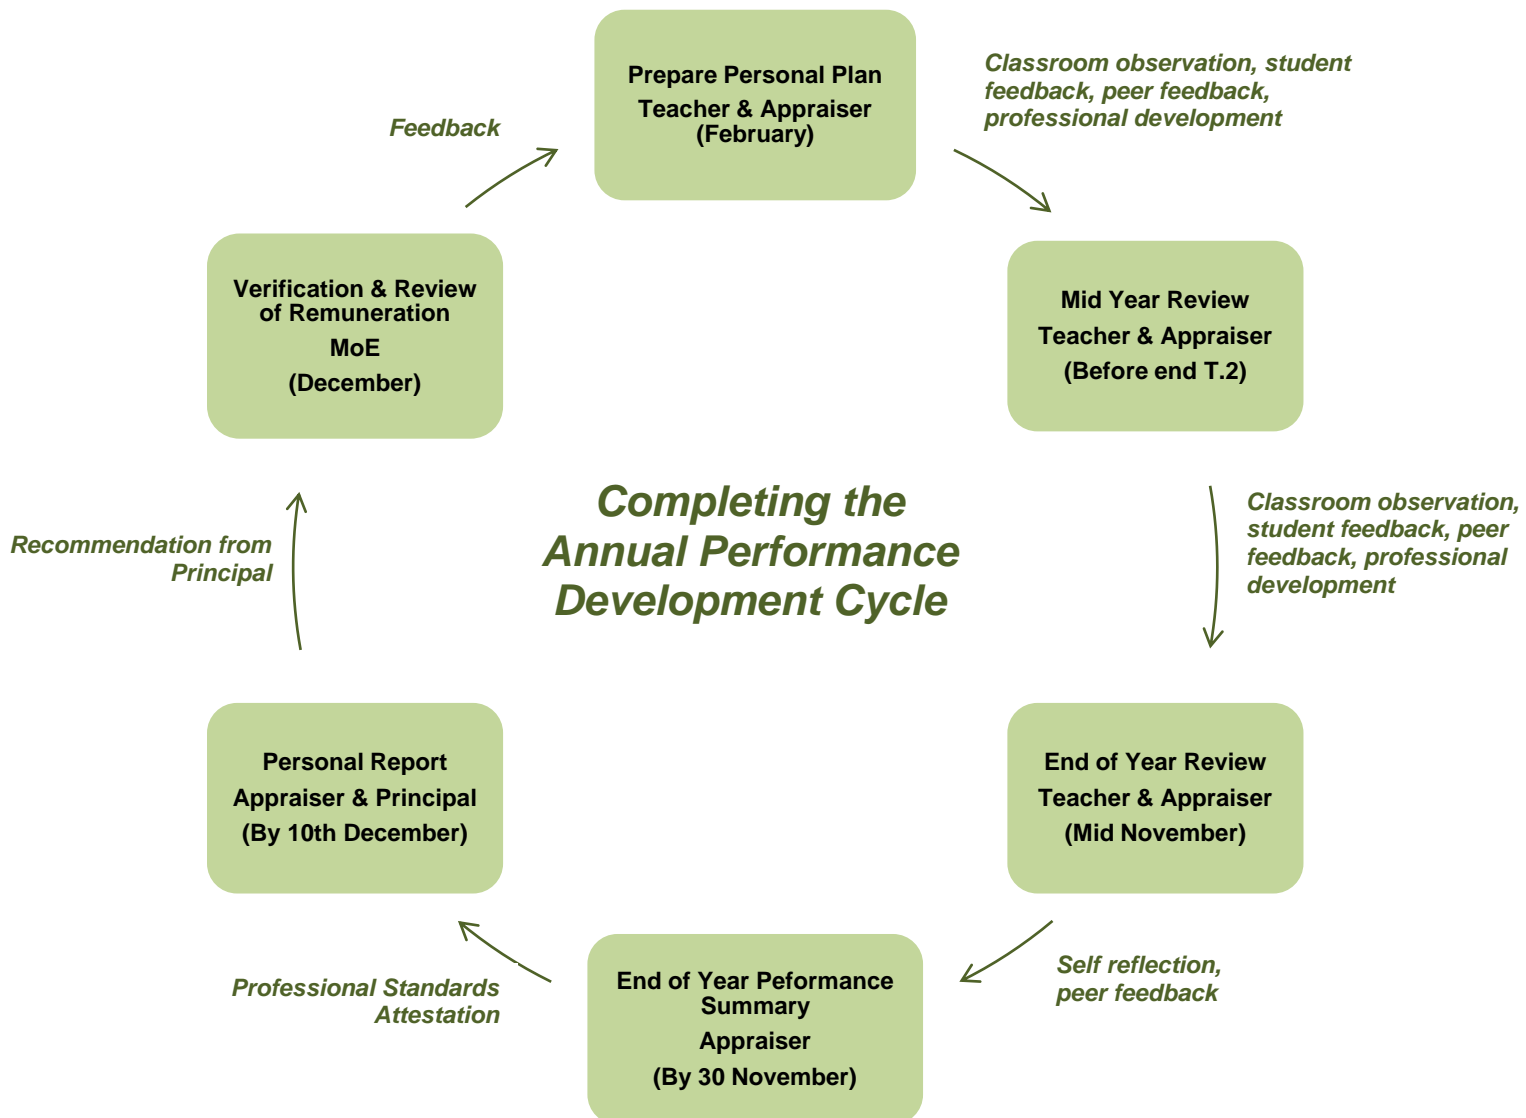 Prepare Personal Plan
Teacher & Appraiser
(February)
Classroom observation, student
feedback, peer feedback,
professional development
Mid Year Review
Teacher & Appraiser
(Before end T.2)
Classroom observation,
student feedback, peer
feedback, professional
development
End of Year Review
Teacher & Appraiser
(Mid November)
Self reflection,
peer feedback
End of Year Peformance
Summary
Appraiser
(By 30 November)
Professional Standards
Attestation
Personal Report
Appraiser & Principal
(By 10th December)
Recommendation from
Principal
Verification & Review
of Remuneration
MoE
(December)
Feedback
Completing the
Annual Performance
Development Cycle